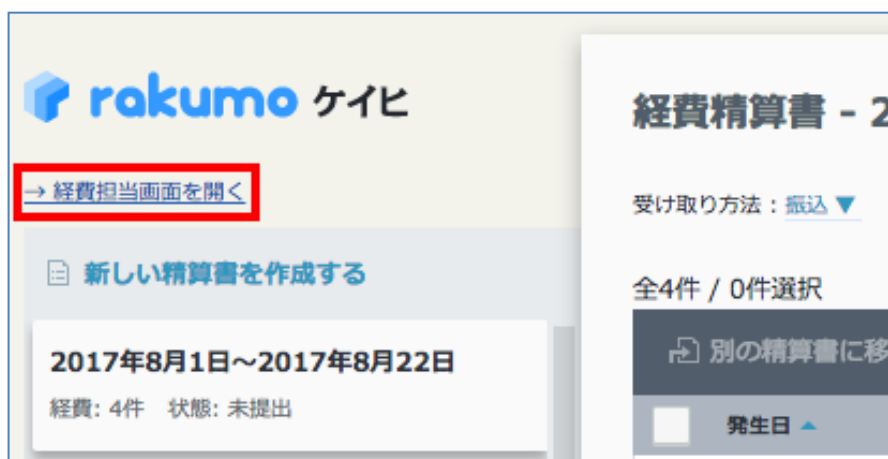 rakumo ケイヒ
→ 経費担当画面を開く
新しい精算書を作成する
2017年8月1日～2017年8月22日
経費: 4件 状態: 未提出
経費精算書 - 2
受け取り方法：振込 ▼
全4件 / 0件選択
別の精算書に移
発生日 ▲